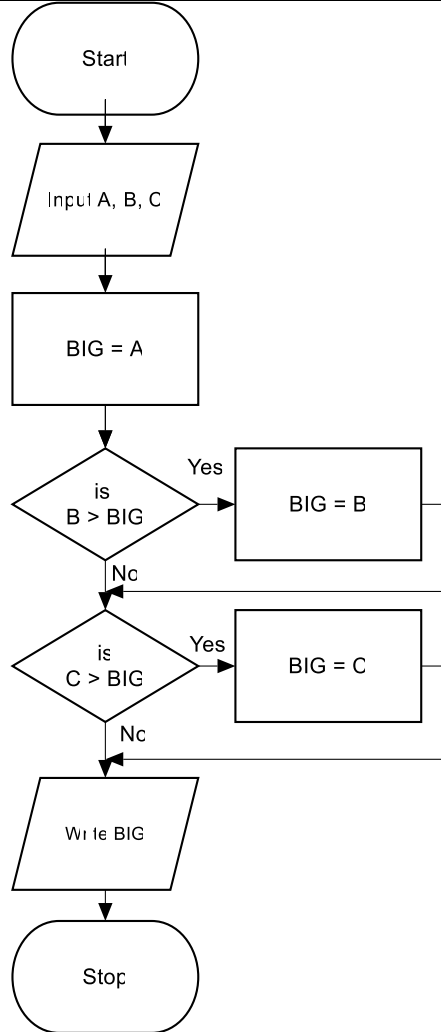 Start
Input A, B, C
BIG = A
is
B > BIG
Yes
BIG = B
No
is
C > BIG
Yes
BIG = C
No
Write BIG
Stop